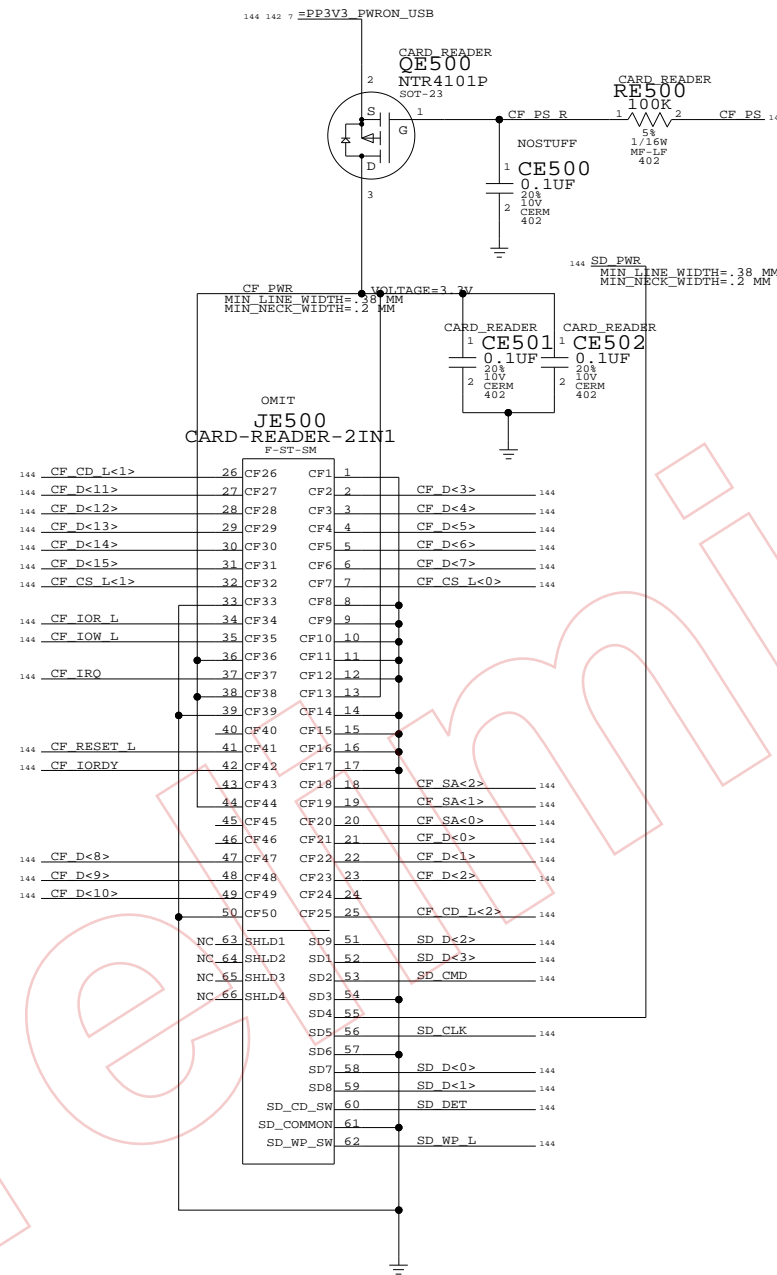 144 142 7 =PP3V3_PWRON_USB
CARD_READER
QE500
NTR4101P
SOT-23
2
S
G
D
1
3
CF_PS_R
CARD_READER
RE500
100K
1 2
5%
1/16W
MF-LF
402
CF_PS
NOSTUFF
1
CE500
0.1UF
20%
10V
2
CERM
402
144 SD_PWR
MIN_LINE_WIDTH=.38 MM
MIN_NECK_WIDTH=.2 MM
CF_PWR
VOLTAGE=3.3V
MIN_LINE_WIDTH=.38 MM
MIN_NECK_WIDTH=.2 MM
CARD_READER
1 CE501
0.1UF
20%
10V
2 CERM
402
CARD_READER
1 CE502
0.1UF
20%
10V
2 CERM
402
OMIT
JE500
CARD-READER-2IN1
F-ST-SM
144 CF_CD_L<1> 26 CF26 CF1 1
144 CF_D<11> 27 CF27 CF2 2 CF_D<3> 144
144 CF_D<12> 28 CF28 CF3 3 CF_D<4> 144
144 CF_D<13> 29 CF29 CF4 4 CF_D<5> 144
144 CF_D<14> 30 CF30 CF5 5 CF_D<6> 144
144 CF_D<15> 31 CF31 CF6 6 CF_D<7> 144
144 CF_CS_L<1> 32 CF32 CF7 7 CF_CS_L<0> 144
33 CF33 CF8 8
144 CF_IOR_L 34 CF34 CF9 9
144 CF_IOW_L 35 CF35 CF10 10
36 CF36 CF11 11
144 CF_IRQ 37 CF37 CF12 12
38 CF38 CF13 13
39 CF39 CF14 14
40 CF40 CF15 15
144 CF_RESET_L 41 CF41 CF16 16
144 CF_IORDY 42 CF42 CF17 17
43 CF43 CF18 18 CF_SA<2> 144
44 CF44 CF19 19 CF_SA<1> 144
45 CF45 CF20 20 CF_SA<0> 144
46 CF46 CF21 21 CF_D<0> 144
144 CF_D<8> 47 CF47 CF22 22 CF_D<1> 144
144 CF_D<9> 48 CF48 CF23 23 CF_D<2> 144
144 CF_D<10> 49 CF49 CF24 24
50 CF50 CF25 25 CF_CD_L<2> 144
NC 63 SHLD1 SD9 51 SD_D<2> 144
NC 64 SHLD2 SD1 52 SD_D<3> 144
NC 65 SHLD3 SD2 53 SD_CMD 144
NC 66 SHLD4 SD3 54
SD4 55
SD5 56 SD_CLK 144
SD6 57
SD7 58 SD_D<0> 144
SD8 59 SD_D<1> 144
SD_CD_SW 60 SD_DET 144
SD_COMMON 61
SD_WP_SW 62 SD_WP_L 144
elimi